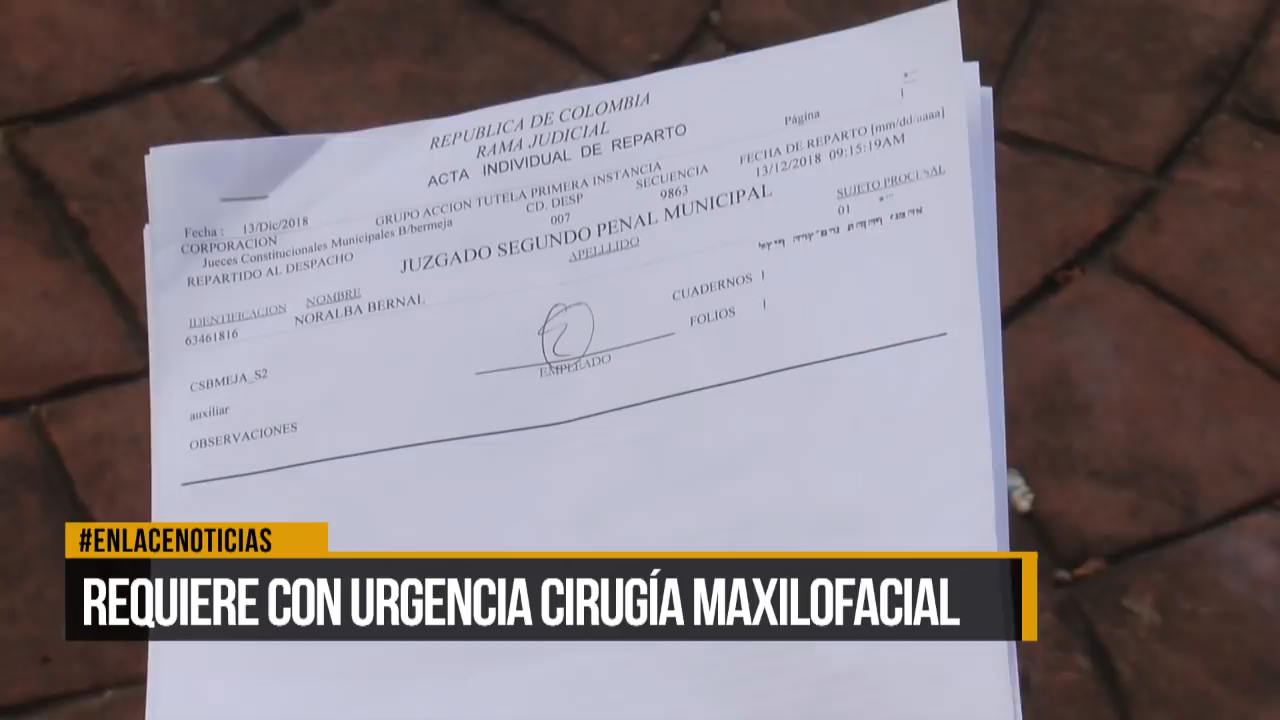 REPUBLICA DE COLOMBIA
RAMA JUDICIAL
ACTA INDIVIDUAL DE REPARTO
Página
1
Fecha : 13/Dic/2018
GRUPO ACCION TUTELA PRIMERA INSTANCIA
CORPORACION
Jueces Constitucionales Municipales B/bermeja
CD. DESP
SECUENCIA
FECHA DE REPARTO [mm/dd/aaaa]
REPARTIDO AL DESPACHO
007
9863
13/12/2018 09:15:19AM
JUZGADO SEGUNDO PENAL MUNICIPAL
IDENTIFICACION
NOMBRE
APELLIDO
SUJETO PROCESAL
63461816
NORALBA BERNAL
01
CUADERNOS 1
FOLIOS 1
EMPLEADO
CSBMEJA_S2
auxiliar
OBSERVACIONES
#ENLACENOTICIAS
REQUIERE CON URGENCIA CIRUGÍA MAXILOFACIAL